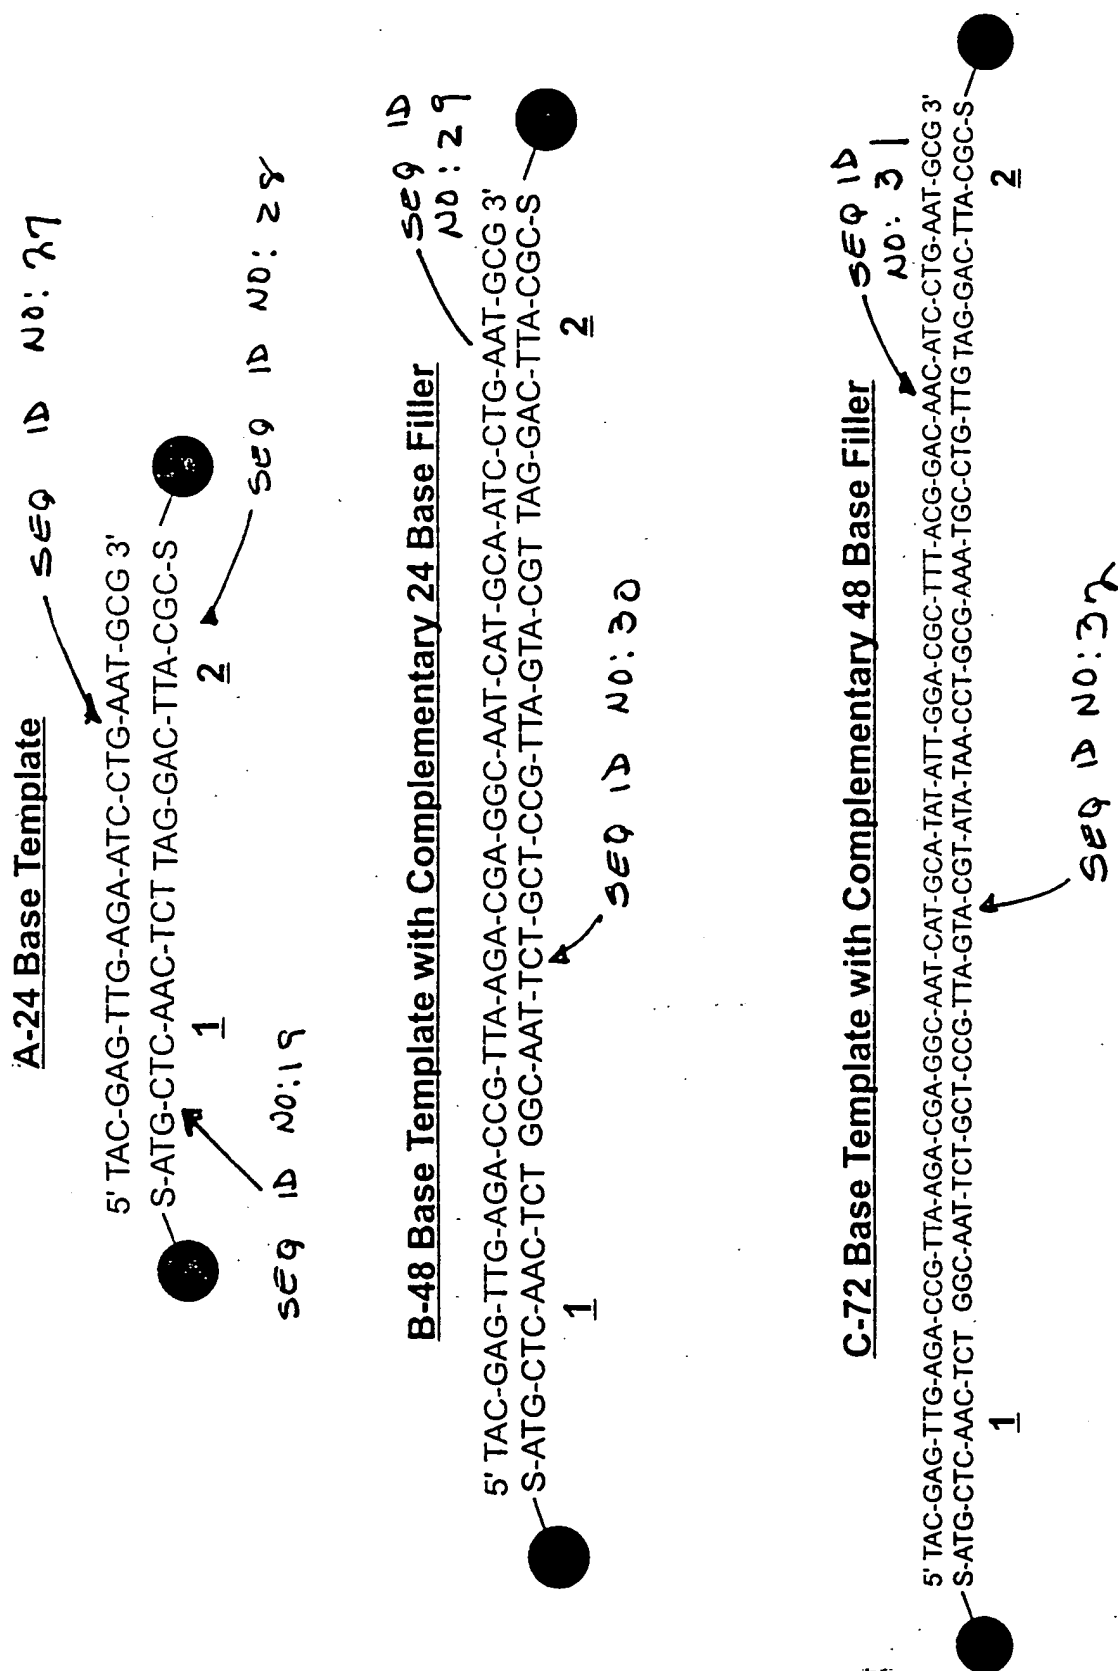 A-24 Base Template
SEQ ID NO: 27
5' TAC-GAG-TTG-AGA-ATC-CTG-AAT-GCG 3'
S-ATG-CTC-AAC-TCT TAG-GAC-TTA-CGC-S
1
2
SEQ ID NO:19
SEQ ID NO: 28
B-48 Base Template with Complementary 24 Base Filler
SEQ ID
NO: 29
5' TAC-GAG-TTG-AGA-CCG-TTA-AGA-CGA-GGC-AAT-CAT-GCA-ATC-CTG-AAT-GCG 3'
S-ATG-CTC-AAC-TCT GGC-AAT-TCT-GCT-CCG-TTA-GTA-CGT TAG-GAC-TTA-CGC-S
1
2
SEQ ID NO:30
C-72 Base Template with Complementary 48 Base Filler
SEQ ID
NO: 31
5' TAC-GAG-TTG-AGA-CCG-TTA-AGA-CGA-GGC-AAT-CAT-GCA-TAT-ATT-GGA-CGC-TTT-ACG-GAC-AAC-ATC-CTG-AAT-GCG 3'
S-ATG-CTC-AAC-TCT GGC-AAT-TCT-GCT-CCG-TTA-GTA-CGT-ATA-TAA-CCT-GCG-AAA-TGC-CTG-TTG TAG-GAC-TTA-CGC-S
1
2
SEQ ID NO:32